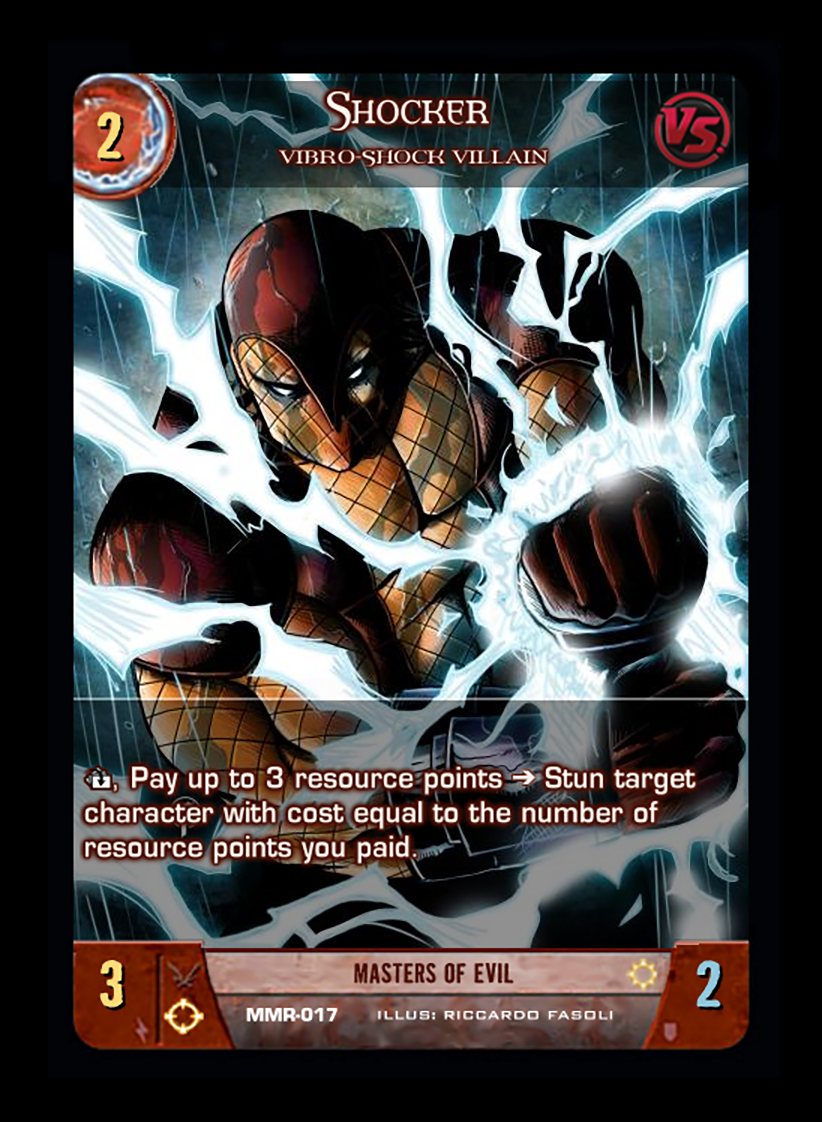 2
SHOCKER
VS.
VIBRO-SHOCK VILLAIN
, Pay up to 3 resource points ➔ Stun target
character with cost equal to the number of
resource points you paid.
3
MASTERS OF EVIL
2
MMR-017 ILLUS: RICCARDO FASOLI